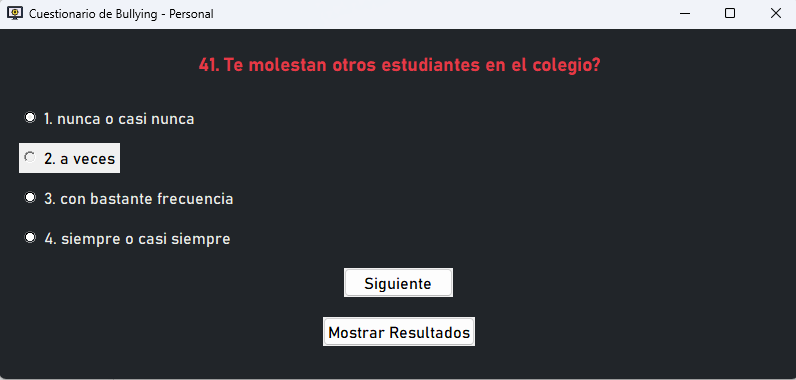 Cuestionario de Bullying - Personal
41. Te molestan otros estudiantes en el colegio?
1. nunca o casi nunca
2. a veces
3. con bastante frecuencia
4. siempre o casi siempre
Siguiente
Mostrar Resultados